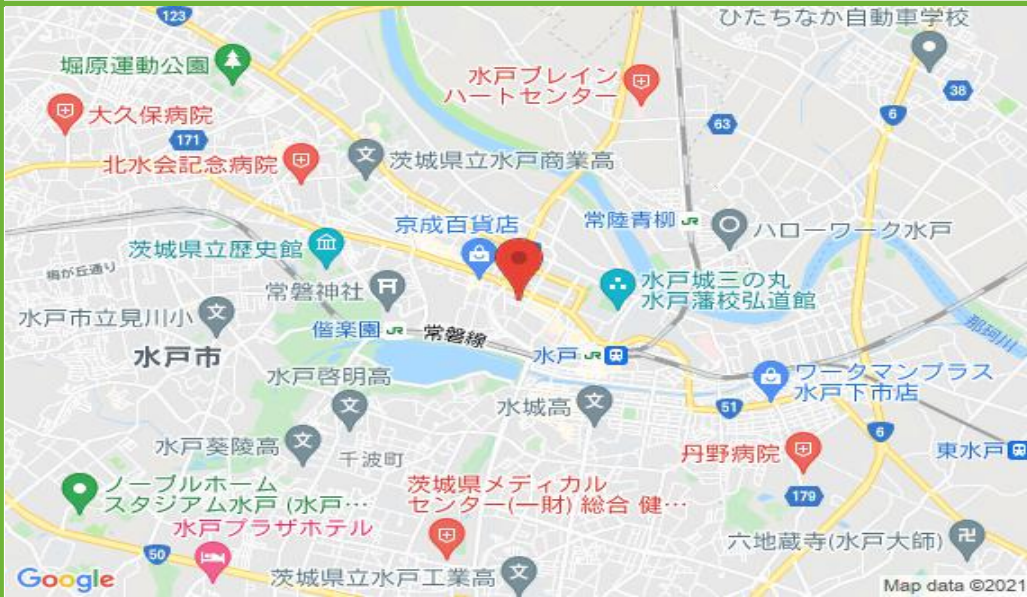 123
ひたちなか自動車学校
堀原運動公園
水戸ブレイン
ハートセンター
38
大久保病院
6
63
171
北水会記念病院
茨城県立水戸商業高
京成百貨店
常陸青柳 JR
ハローワーク水戸
茨城県立歴史館
梅が丘通り
常磐神社
水戸城三の丸
水戸藩校弘道館
水戸市立見川小
偕楽園 JR
常磐線
那珂川
水戸市
水戸 JR
水戸啓明高
ワークマンプラス
水戸下市店
水城高
51
6
水戸葵陵高
千波町
丹野病院
東水戸
ノーブルホーム
スタジアム水戸 (水戸…
茨城県メディカル
センター(一財) 総合 健…
179
水戸プラザホテル
50
六地蔵寺(水戸大師)
茨城県立水戸工業高
Google
Map data ©2021